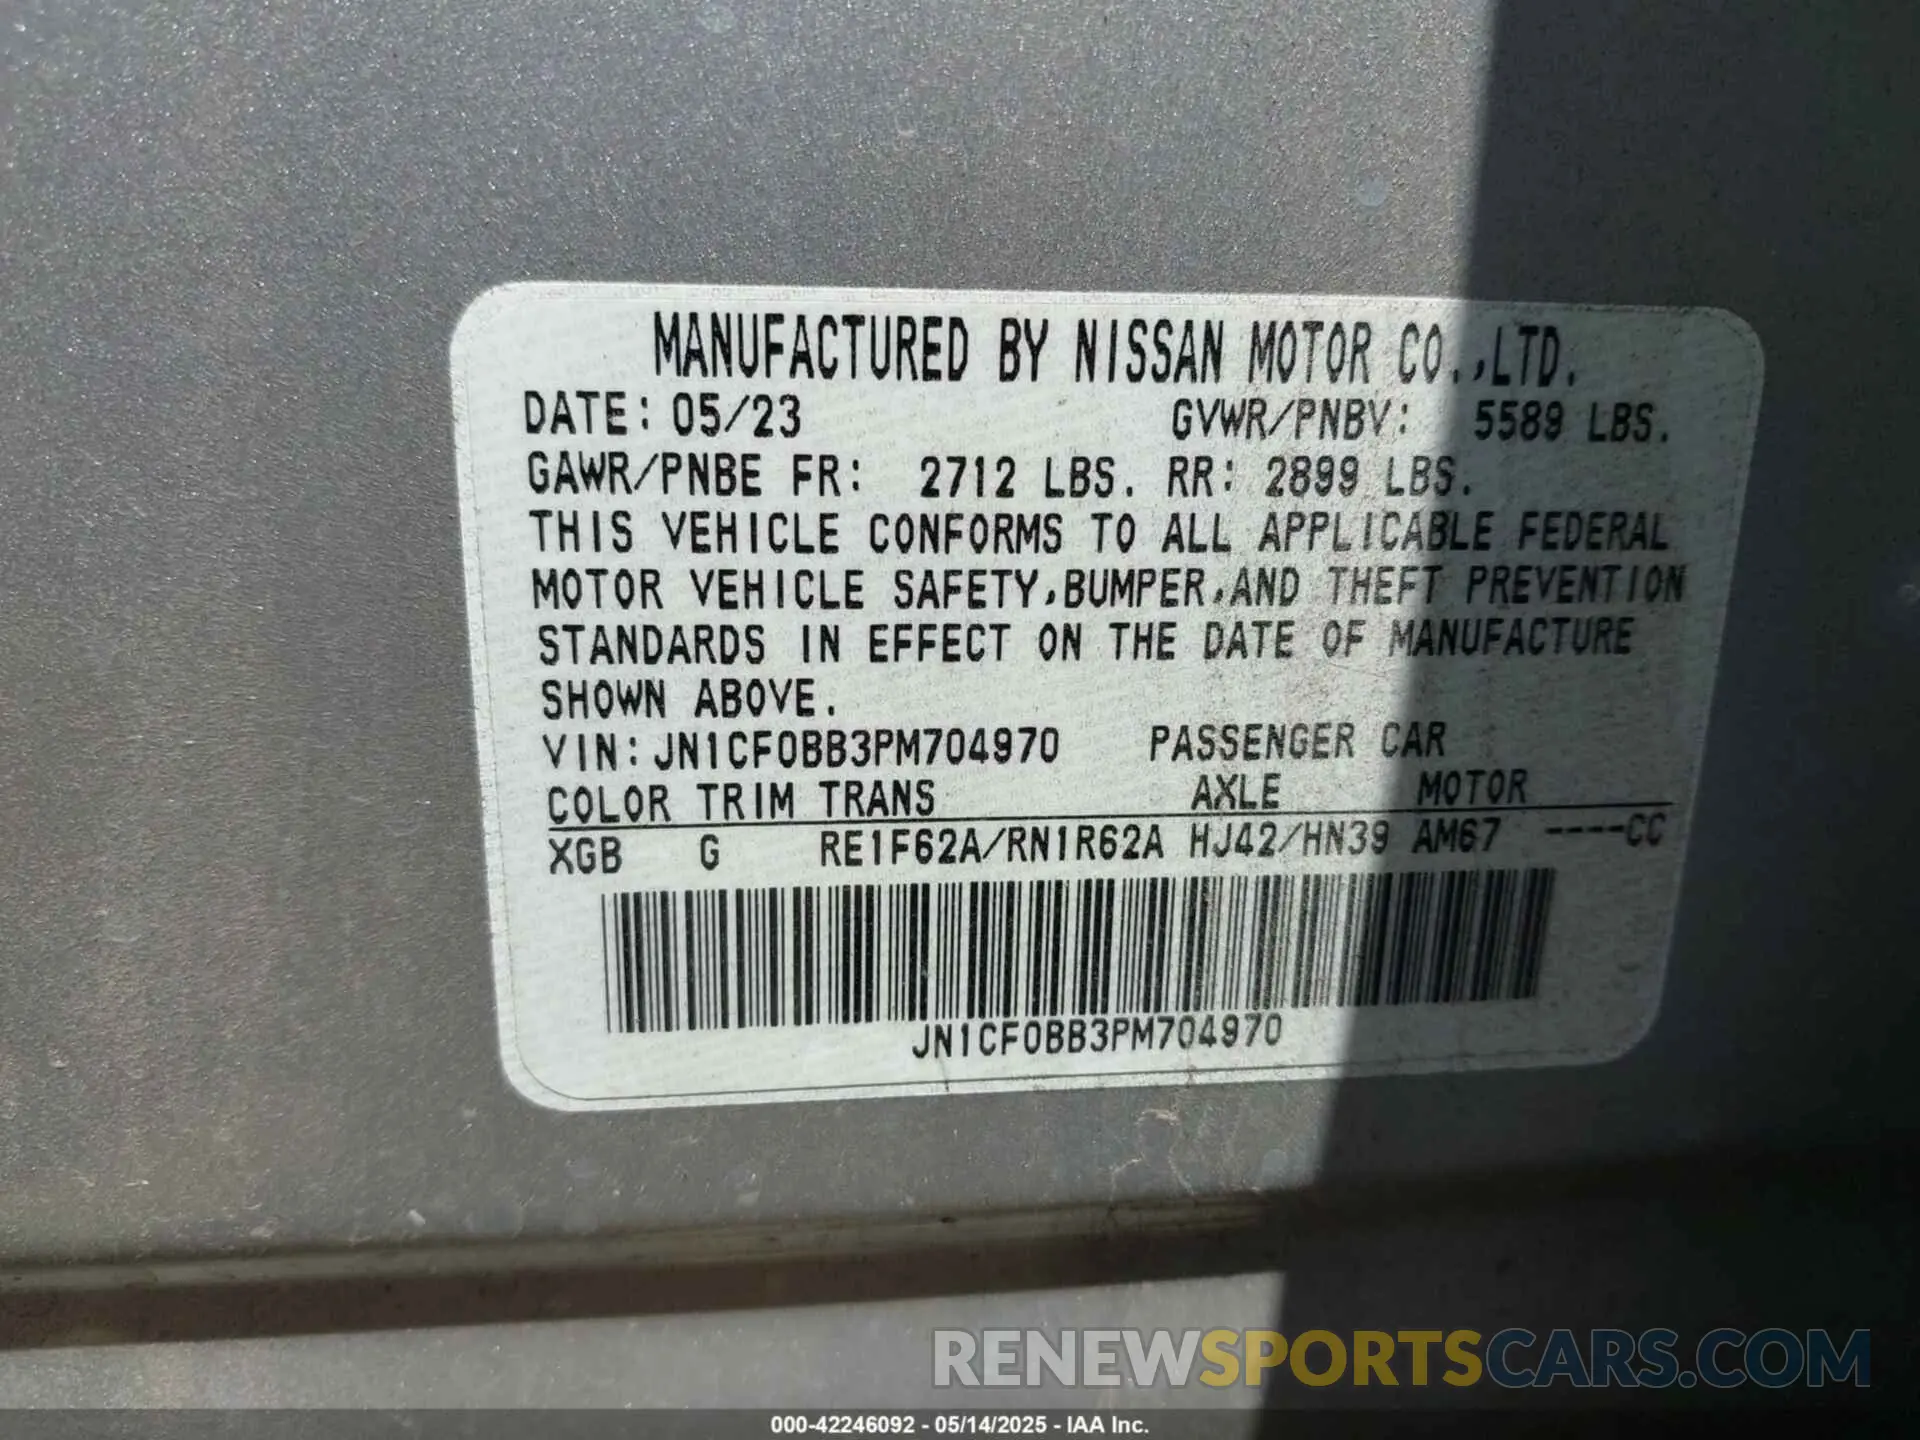 MANUFACTURED BY NISSAN MOTOR CO.,LTD.
DATE: 05/23 GVWR/PNBV: 5589 LBS.
GAWR/PNBE FR: 2712 LBS. RR: 2899 LBS.
THIS VEHICLE CONFORMS TO ALL APPLICABLE FEDERAL
MOTOR VEHICLE SAFETY,BUMPER,AND THEFT PREVENTION
STANDARDS IN EFFECT ON THE DATE OF MANUFACTURE
SHOWN ABOVE.
VIN:JN1CF0BB3PM704970 PASSENGER CAR
COLOR TRIM TRANS AXLE MOTOR
XGB G RE1F62A/RN1R62A HJ42/HN39 AM67 ----CC
JN1CF0BB3PM704970
RENEWSPORTSCARS.COM
000-42246092 - 05/14/2025 - IAA Inc.